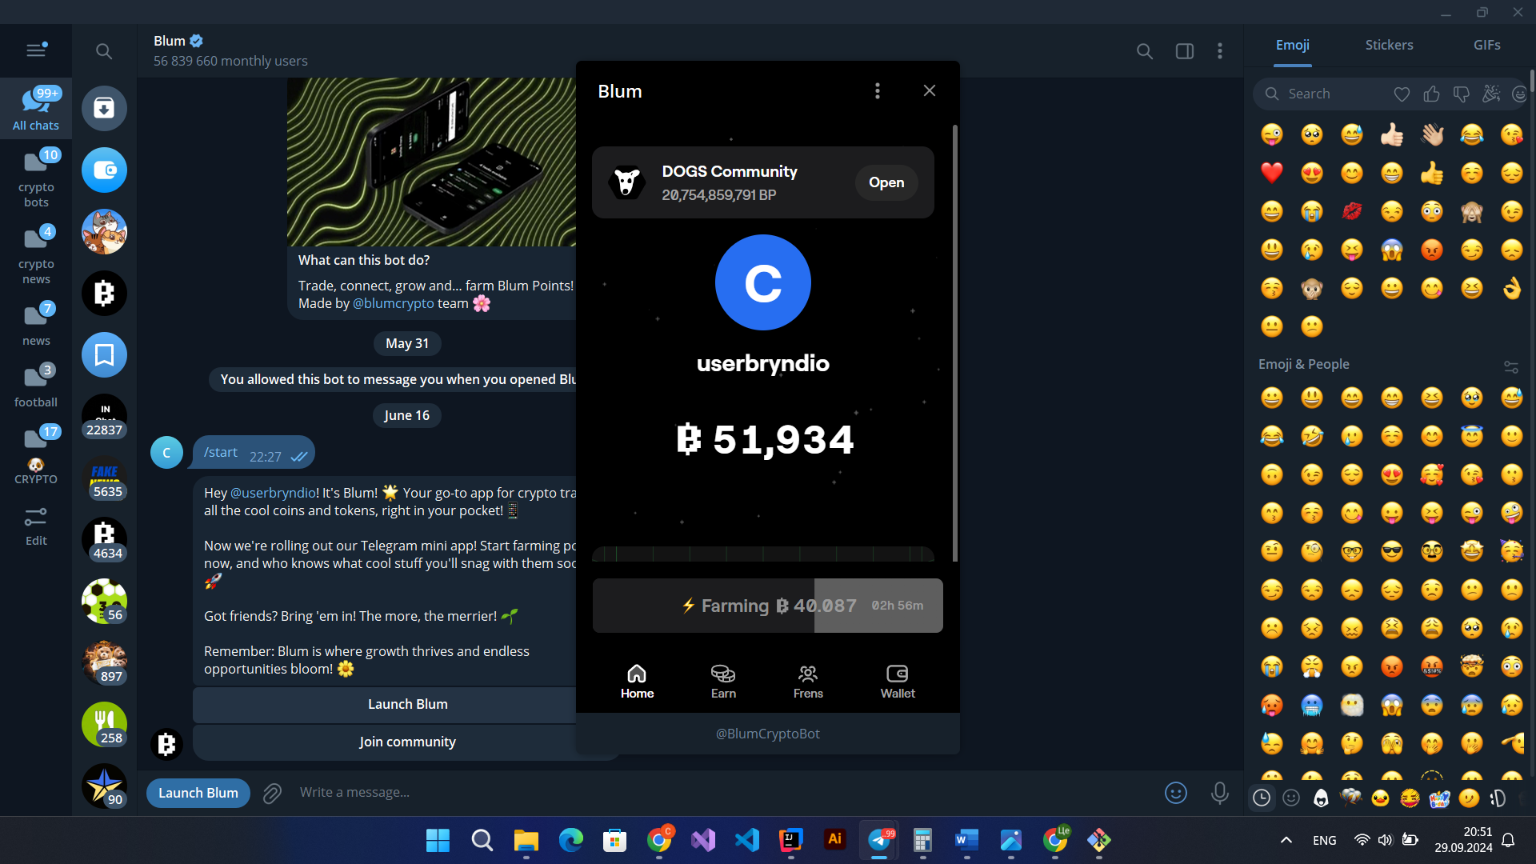 Blum
56 839 660 monthly users
99+
All chats
10
crypto
bots
4
crypto
news
7
news
3
football
17
CRYPTO
Edit
IN
22837
FAKE
5635
4634
56
897
258
90
What can this bot do?
Trade, connect, grow and... farm Blum Points!
Made by @blumcrypto team 🌸
May 31
You allowed this bot to message you when you opened Blu
June 16
C
/start 22:27
Hey @userbryndio! It's Blum! 🌟 Your go-to app for crypto tra
all the cool coins and tokens, right in your pocket! 📱
Now we're rolling out our Telegram mini app! Start farming po
now, and who knows what cool stuff you'll snag with them soo
🚀
Got friends? Bring 'em in! The more, the merrier! 🌱
Remember: Blum is where growth thrives and endless
opportunities bloom! 🌼
Launch Blum
Join community
Launch Blum
Write a message...
Blum
DOGS Community
20,754,859,791 BP
Open
C
userbryndio
51,934
⚡ Farming 40.087 02h 56m
Home
Earn
Frens
Wallet
@BlumCryptoBot
Emoji
Stickers
GIFs
Search
Emoji & People
C
IJ
Ai
99
W
Це
ENG
20:51
29.09.2024